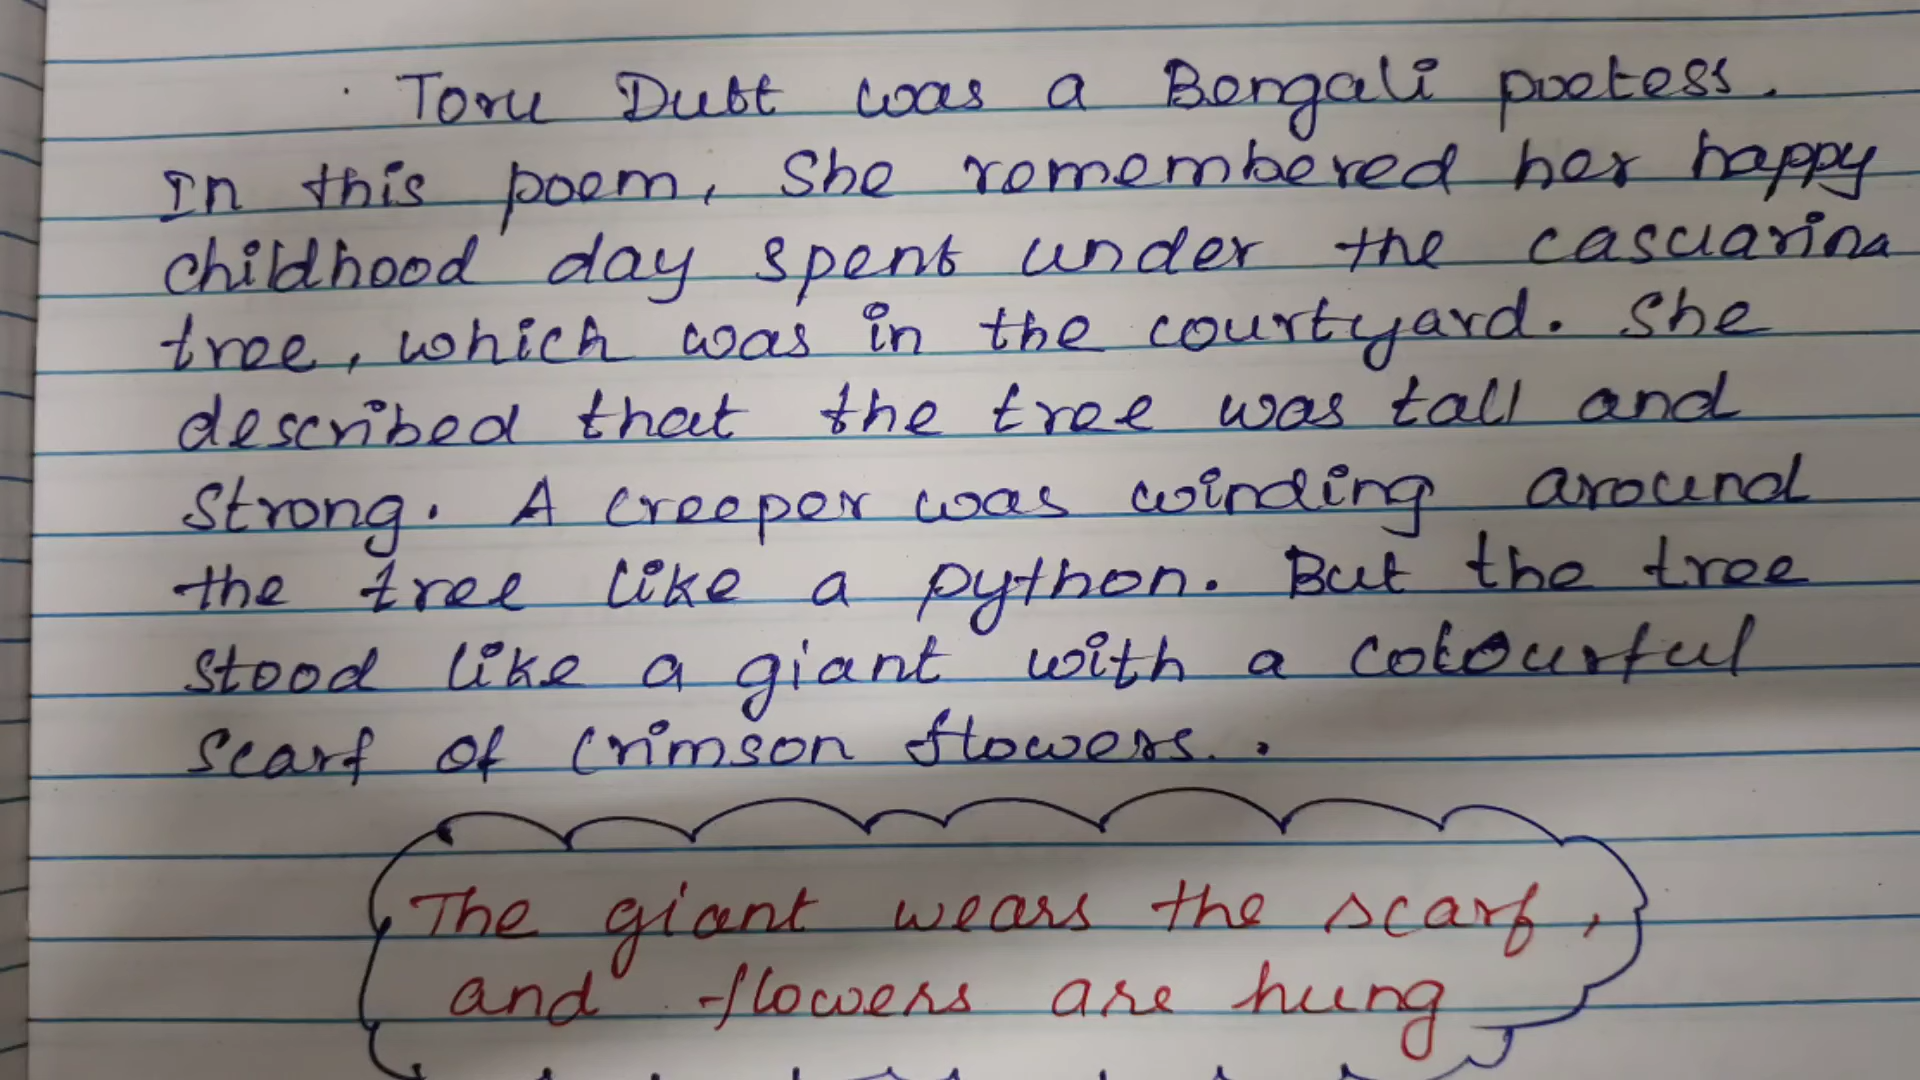 Toru Dutt was a Bengali poetess.
In this poem, She remembered her happy
childhood day spent under the casuarina
tree, which was in the courtyard. She
described that the tree was tall and
Strong. A creeper was winding around
the tree like a python. But the tree
stood like a giant with a colourful
Scarf of Crimson flowers..
The giant wears the scarf,
and flowers are hung